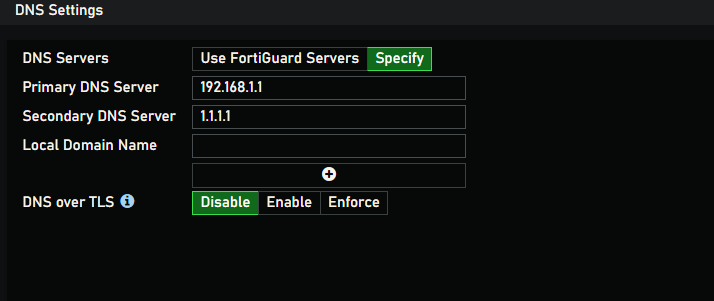 DNS Settings
DNS Servers Use FortiGuard Servers Specify
Primary DNS Server 192.168.1.1
Secondary DNS Server 1.1.1.1
Local Domain Name
DNS over TLS Disable Enable Enforce